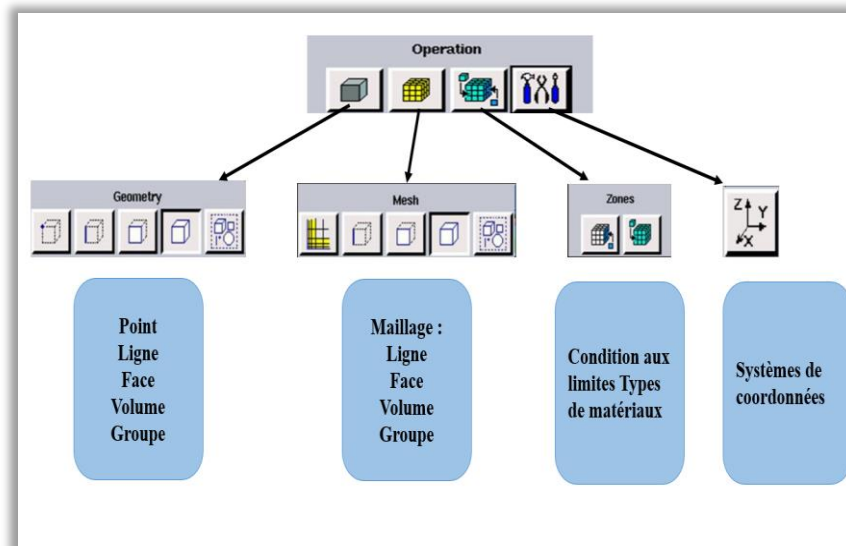 Operation
Geometry
Mesh
Zones
Z
Y
X
Point
Ligne
Face
Volume
Groupe
Maillage :
Ligne
Face
Volume
Groupe
Condition aux
limites Types
de matériaux
Systèmes de
coordonnées